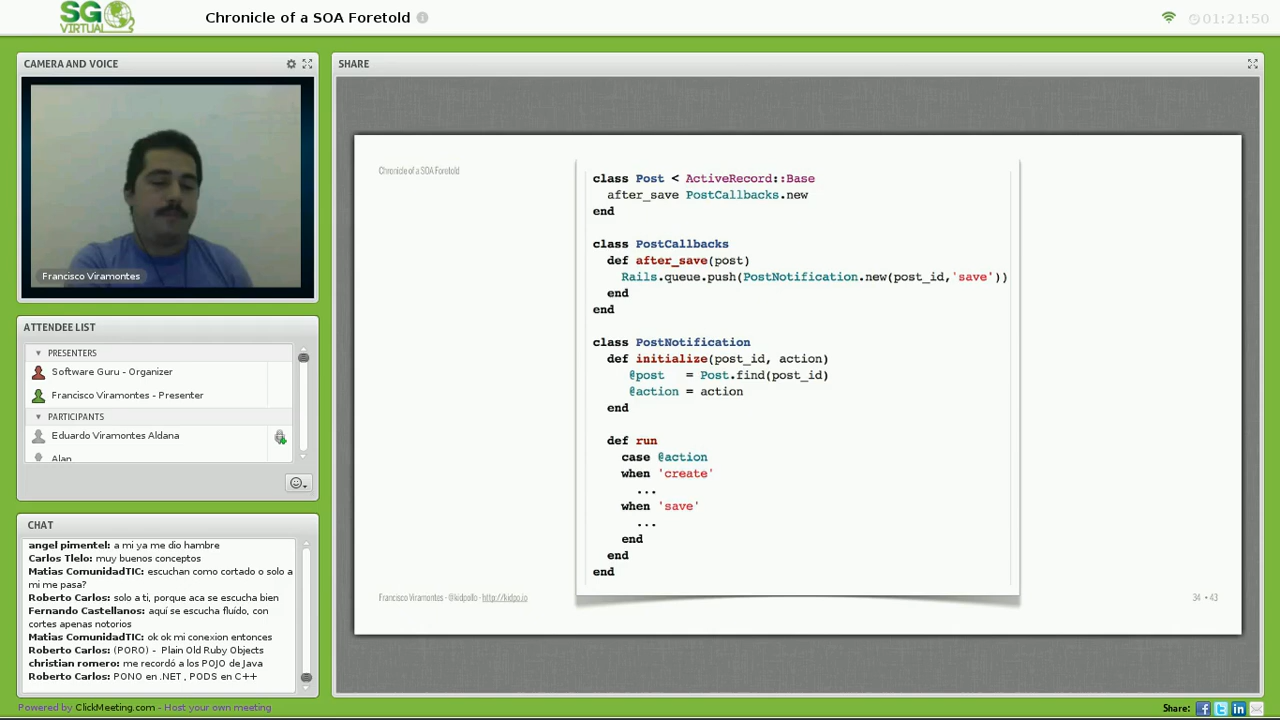 SG
VIRTUAL
Chronicle of a SOA Foretold
01:21:50
CAMERA AND VOICE
Francisco Viramontes
ATTENDEE LIST
PRESENTERS
Software Guru - Organizer
Francisco Viramontes - Presenter
PARTICIPANTS
Eduardo Viramontes Aldana
Alan
CHAT
angel pimentel: a mi ya me dio hambre
Carlos Tlelo: muy buenos conceptos
Matias ComunidadTIC: escuchan como cortado o solo a
mi me pasa?
Roberto Carlos: solo a ti, porque aca se escucha bien
Fernando Castellanos: aquí se escucha fluído, con
cortes apenas notorios
Matias ComunidadTIC: ok ok mi conexion entonces
Roberto Carlos: (PORO) - Plain Old Ruby Objects
christian romero: me recordó a los POJO de Java
Roberto Carlos: PONO en .NET , PODS en C++
SHARE
Chronicle of a SOA Foretold
class Post < ActiveRecord::Base
after_save PostCallbacks.new
end
class PostCallbacks
def after_save(post)
Rails.queue.push(PostNotification.new(post_id,'save'))
end
end
class PostNotification
def initialize(post_id, action)
@post = Post.find(post_id)
@action = action
end
def run
case @action
when 'create'
...
when 'save'
...
end
end
end
Francisco Viramontes - @kidpollo - http://kidpo.io
34 • 43
Powered by ClickMeeting.com - Host your own meeting
Share: